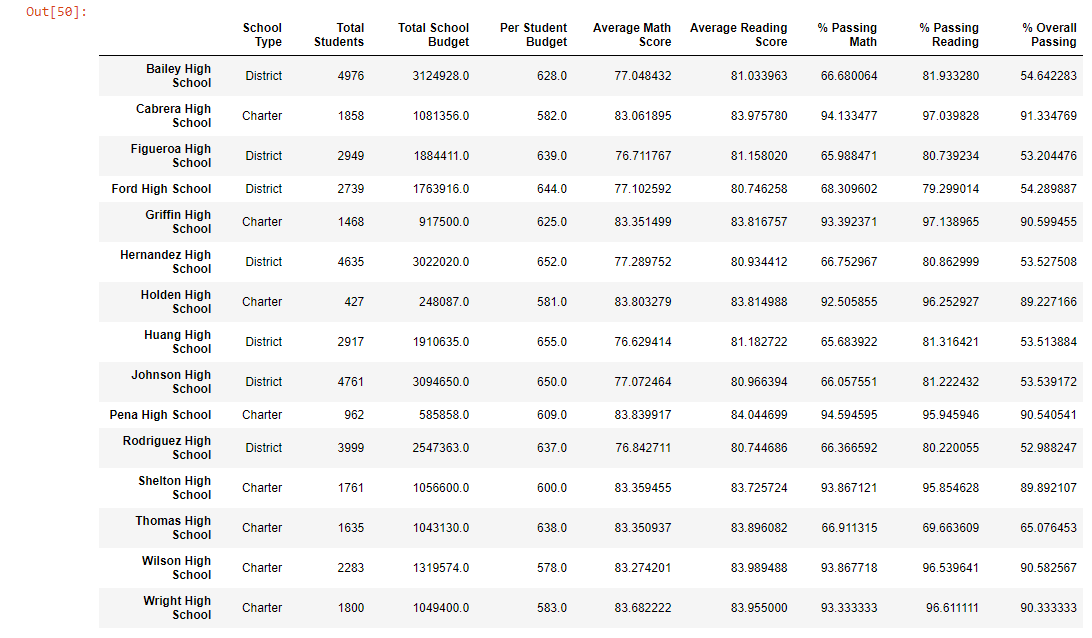 Out[50]:
School Type Total Students Total School Budget Per Student Budget Average Math Score Average Reading Score % Passing Math % Passing Reading % Overall Passing
Bailey High School District 4976 3124928.0 628.0 77.048432 81.033963 66.680064 81.933280 54.642283
Cabrera High School Charter 1858 1081356.0 582.0 83.061895 83.975780 94.133477 97.039828 91.334769
Figueroa High School District 2949 1884411.0 639.0 76.711767 81.158020 65.988471 80.739234 53.204476
Ford High School District 2739 1763916.0 644.0 77.102592 80.746258 68.309602 79.299014 54.289887
Griffin High School Charter 1468 917500.0 625.0 83.351499 83.816757 93.392371 97.138965 90.599455
Hernandez High School District 4635 3022020.0 652.0 77.289752 80.934412 66.752967 80.862999 53.527508
Holden High School Charter 427 248087.0 581.0 83.803279 83.814988 92.505855 96.252927 89.227166
Huang High School District 2917 1910635.0 655.0 76.629414 81.182722 65.683922 81.316421 53.513884
Johnson High School District 4761 3094650.0 650.0 77.072464 80.966394 66.057551 81.222432 53.539172
Pena High School Charter 962 585858.0 609.0 83.839917 84.044699 94.594595 95.945946 90.540541
Rodriguez High School District 3999 2547363.0 637.0 76.842711 80.744686 66.366592 80.220055 52.988247
Shelton High School Charter 1761 1056600.0 600.0 83.359455 83.725724 93.867121 95.854628 89.892107
Thomas High School Charter 1635 1043130.0 638.0 83.350937 83.896082 66.911315 69.663609 65.076453
Wilson High School Charter 2283 1319574.0 578.0 83.274201 83.989488 93.867718 96.539641 90.582567
Wright High School Charter 1800 1049400.0 583.0 83.682222 83.955000 93.333333 96.611111 90.333333